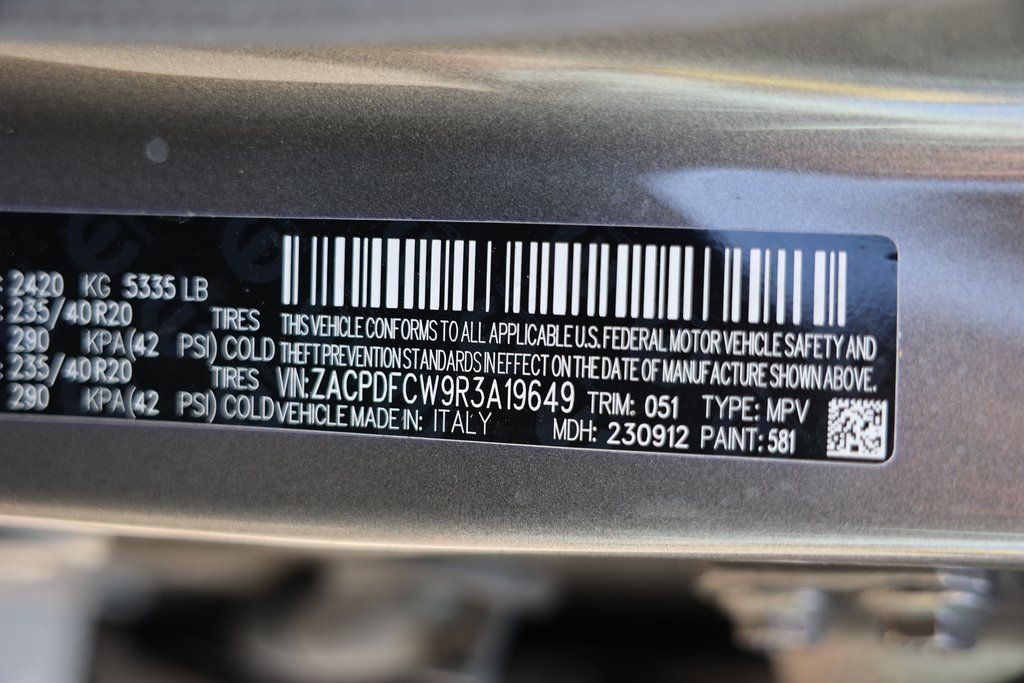 : 2420 KG 5335 LB
: 235/40R20 TIRES
: 290 KPA(42 PSI) COLD
: 235/40R20 TIRES
: 290 KPA(42 PSI) COLD
THIS VEHICLE CONFORMS TO ALL APPLICABLE U.S. FEDERAL MOTOR VEHICLE SAFETY AND
THEFT PREVENTION STANDARDS IN EFFECT ON THE DATE OF MANUFACTURE SHOWN ABOVE.
VIN:ZACPDFCW9R3A19649 TRIM: 051 TYPE: MPV
VEHICLE MADE IN: ITALY MDH: 230912 PAINT: 581